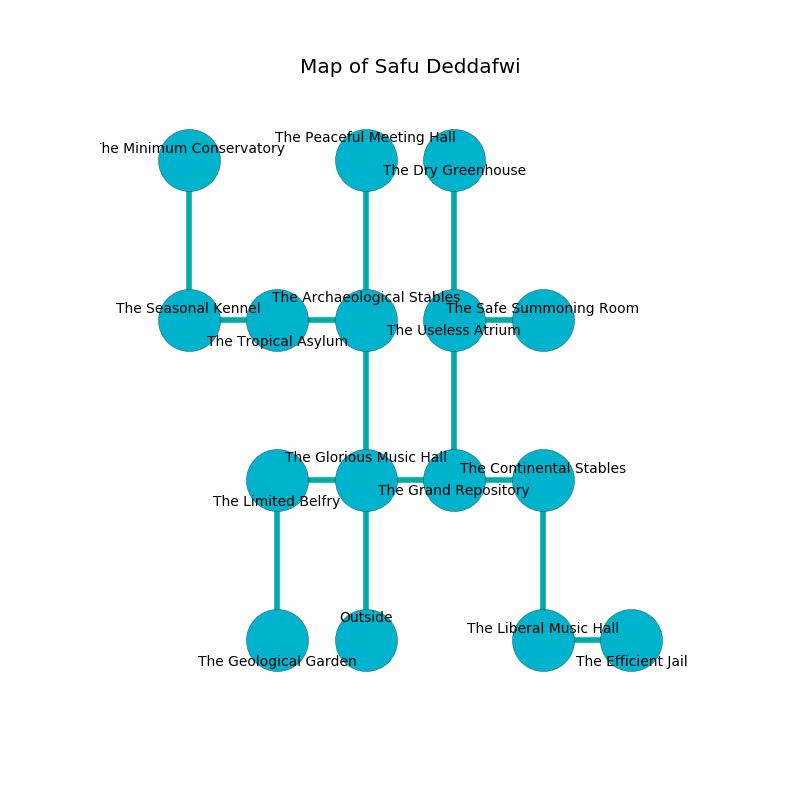 Map of Safu Deddafwi
The Peaceful Meeting Hall
he Minimum Conservatory
The Dry Greenhouse
The Archaeological Stables
The Seasonal Kennel
The Safe Summoning Room
The Useless Atrium
The Tropical Asylum
The Glorious Music Hall
The Continental Stables
The Grand Repository
The Limited Belfry
Outside
The Liberal Music Hall
The Geological Garden
The Efficient Jail